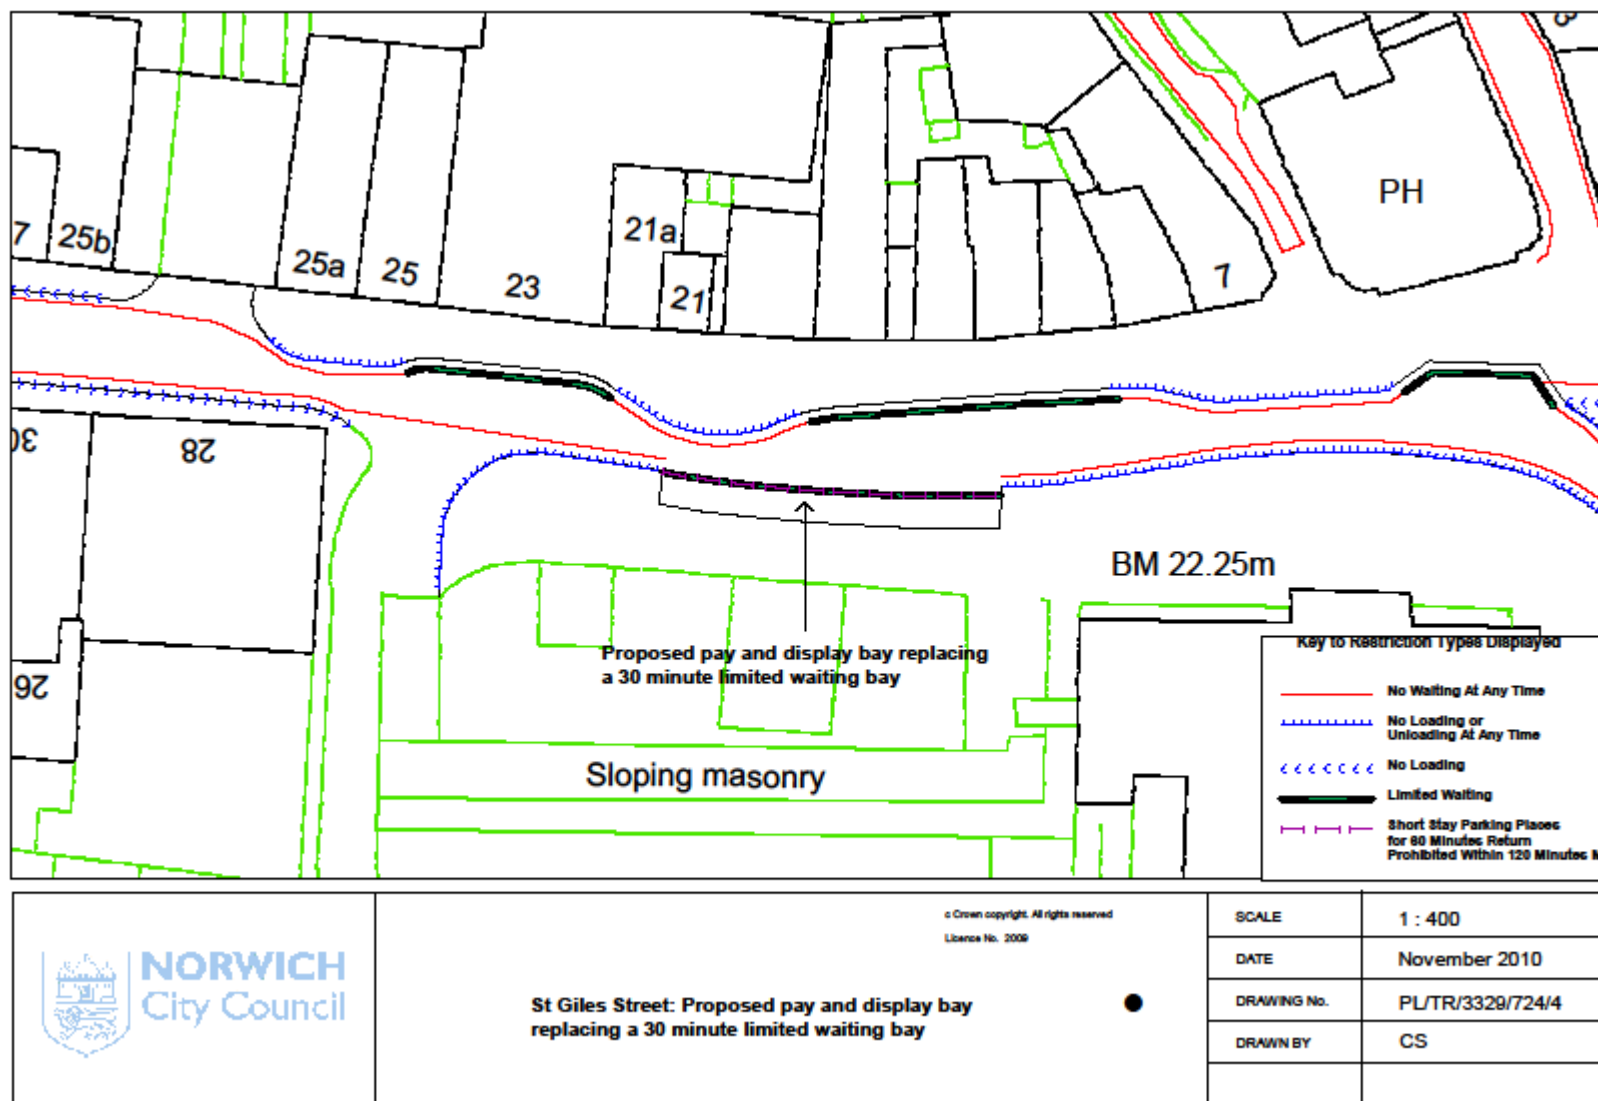 3
PH
7
25b
25a
25
23
21a
21
7
30
28
26
BM 22.25m
Proposed pay and display bay replacing
a 30 minute limited waiting bay
Sloping masonry
Key to Restriction Types Displayed
No Waiting At Any Time
No Loading or
Unloading At Any Time
No Loading
Limited Waiting
Short Stay Parking Places
for 60 Minutes Return
Prohibited Within 120 Minutes M
NORWICH
City Council
c Crown copyright. All rights reserved
Licence No. 2009
St Giles Street: Proposed pay and display bay
replacing a 30 minute limited waiting bay
SCALE 1 : 400
DATE November 2010
DRAWING No. PL/TR/3329/724/4
DRAWN BY CS